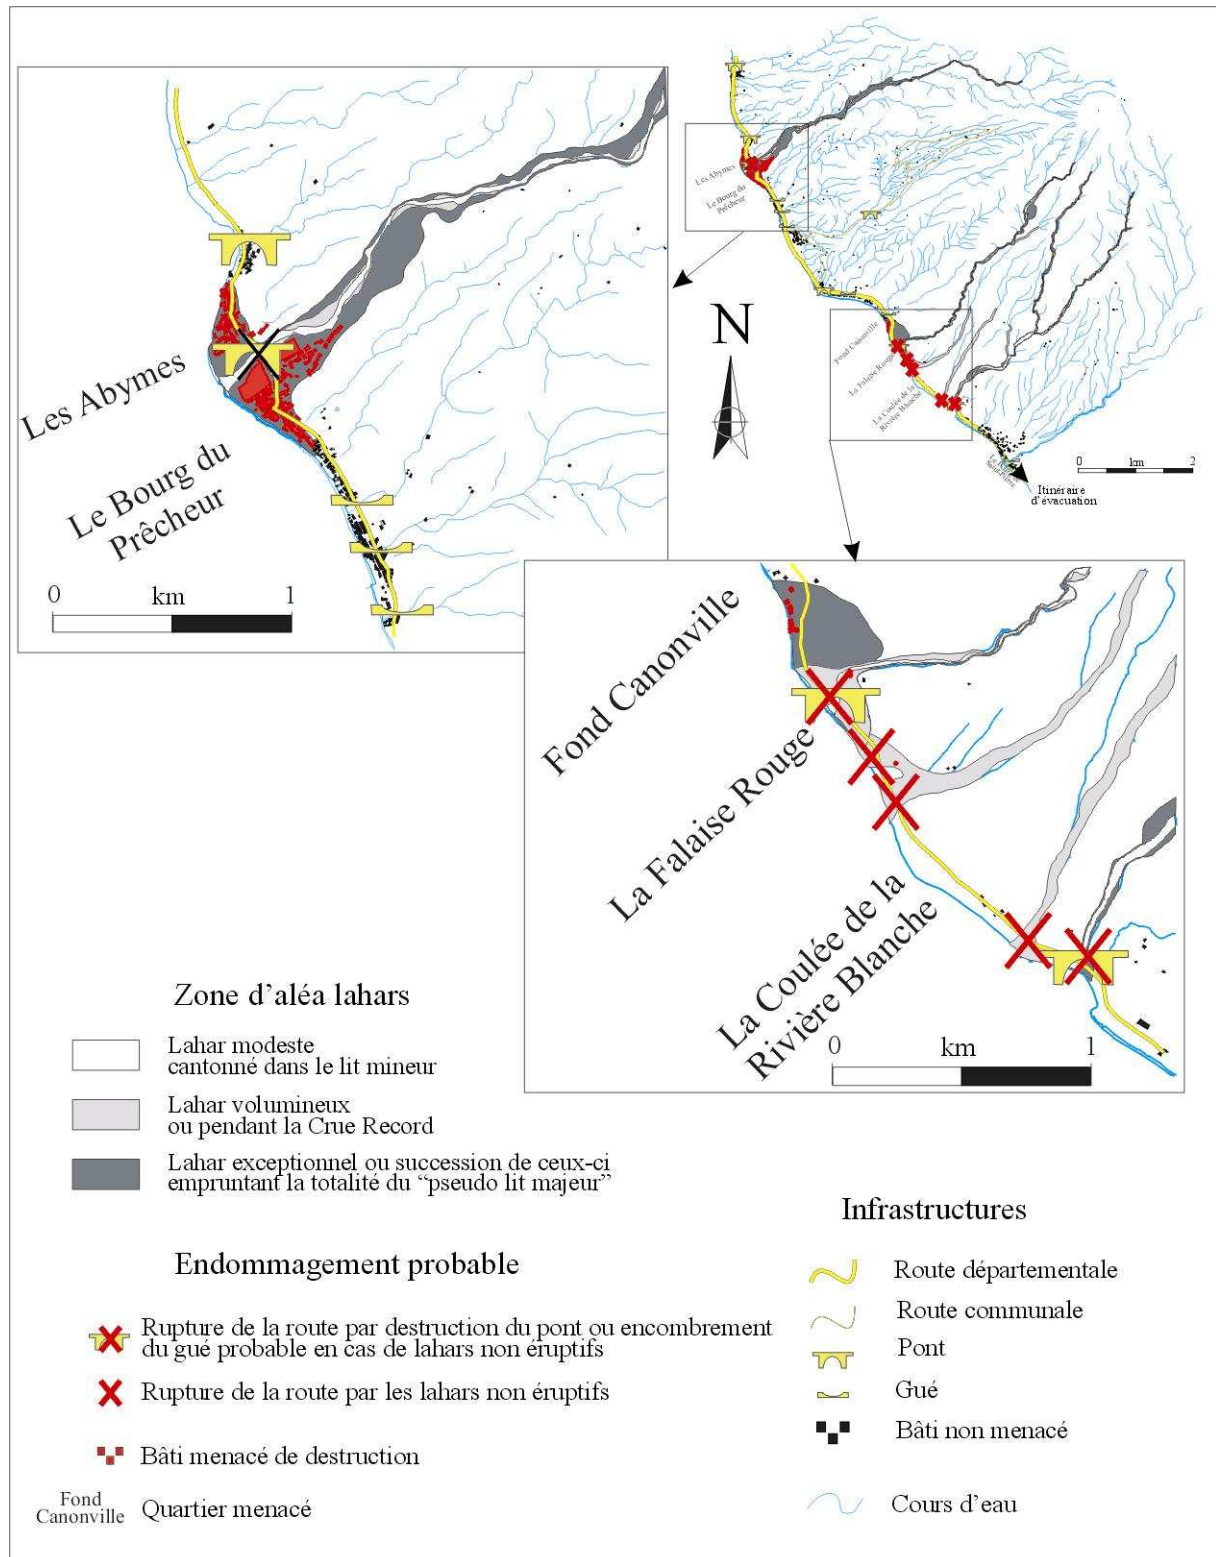 Les Abymes
Le Bourg du
Prêcheur
0 km 1
N
Les Abymes
Le Bourg du
Prêcheur
Fond Canonville
La Falaise Rouge
La Coulée de la
Rivière Blanche
0 km 2
Itinéraire
d'évacuation
Fond Canonville
La Falaise Rouge
La Coulée de la
Rivière Blanche
0 km 1
Zone d'aléa lahars
Lahar modeste
cantonné dans le lit mineur
Lahar volumineux
ou pendant la Crue Record
Lahar exceptionnel ou succession de ceux-ci
empruntant la totalité du “pseudo lit majeur”
Endommagement probable
Rupture de la route par destruction du pont ou encombrement
du gué probable en cas de lahars non éruptifs
Rupture de la route par les lahars non éruptifs
Bâti menacé de destruction
Fond
Canonville
Quartier menacé
Infrastructures
Route départementale
Route communale
Pont
Gué
Bâti non menacé
Cours d'eau